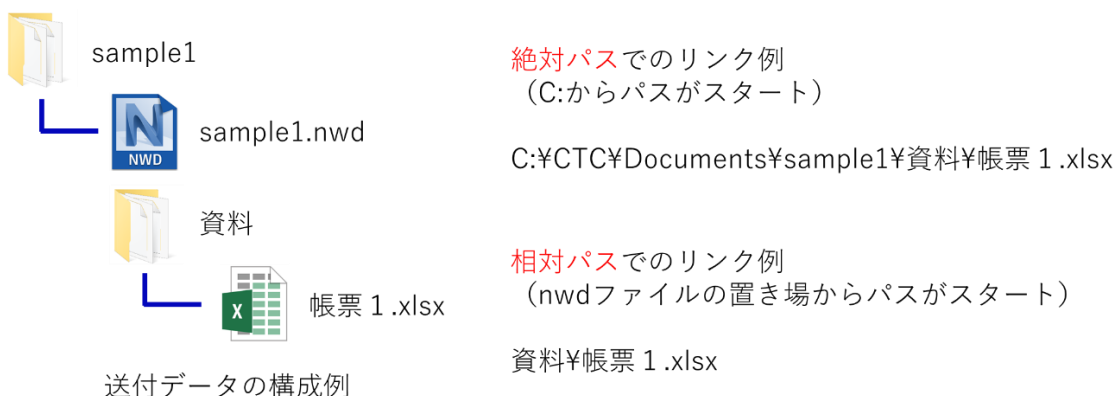 sample1
sample1.nwd
NWD
資料
帳票１.xlsx
送付データの構成例
絶対パスでのリンク例
（C:からパスがスタート）
C:¥CTC¥Documents¥sample1¥資料¥帳票１.xlsx
相対パスでのリンク例
（nwdファイルの置き場からパスがスタート）
資料¥帳票１.xlsx